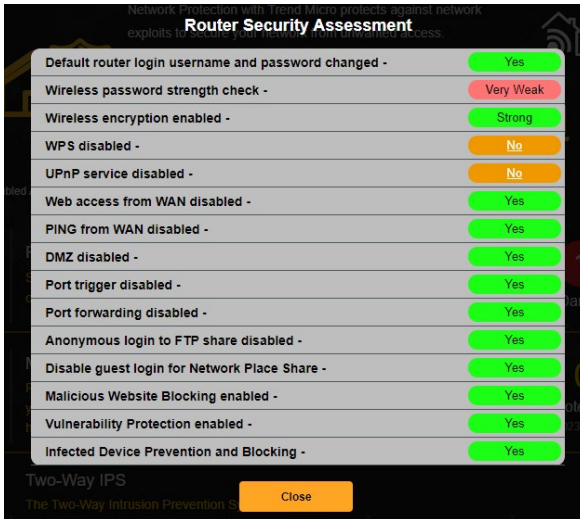 Network Protection with Trend Micro protects against network
exploits to secure your network from unwanted access.
Router Security Assessment
Default router login username and password changed - Yes
Wireless password strength check - Very Weak
Wireless encryption enabled - Strong
WPS disabled - No
UPnP service disabled - No
Web access from WAN disabled - Yes
PING from WAN disabled - Yes
DMZ disabled - Yes
Port trigger disabled - Yes
Port forwarding disabled - Yes
Anonymous login to FTP share disabled - Yes
Disable guest login for Network Place Share - Yes
Malicious Website Blocking enabled - Yes
Vulnerability Protection enabled - Yes
Infected Device Prevention and Blocking - Yes
Two-Way IPS
The Two-Way Intrusion Prevention S
Close